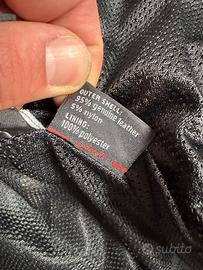 OUTER SHELL:
95% genuine leather
5% nylon
LINING:
100% polyester
subito